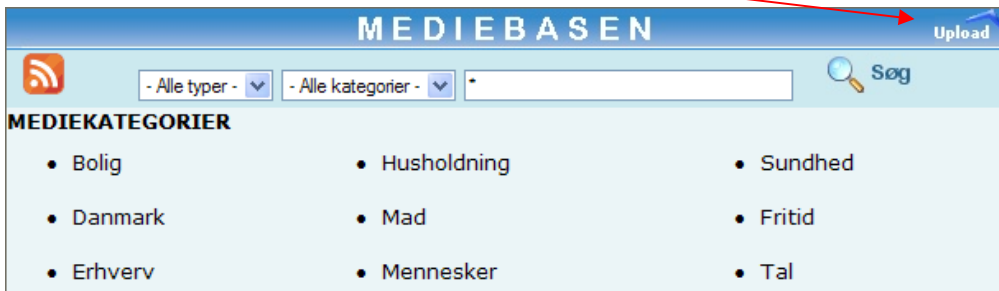 MEDIEBASEN Upload
- Alle typer - - Alle kategorier - * Søg
MEDIEKATEGORIER
• Bolig • Husholdning • Sundhed
• Danmark • Mad • Fritid
• Erhverv • Mennesker • Tal